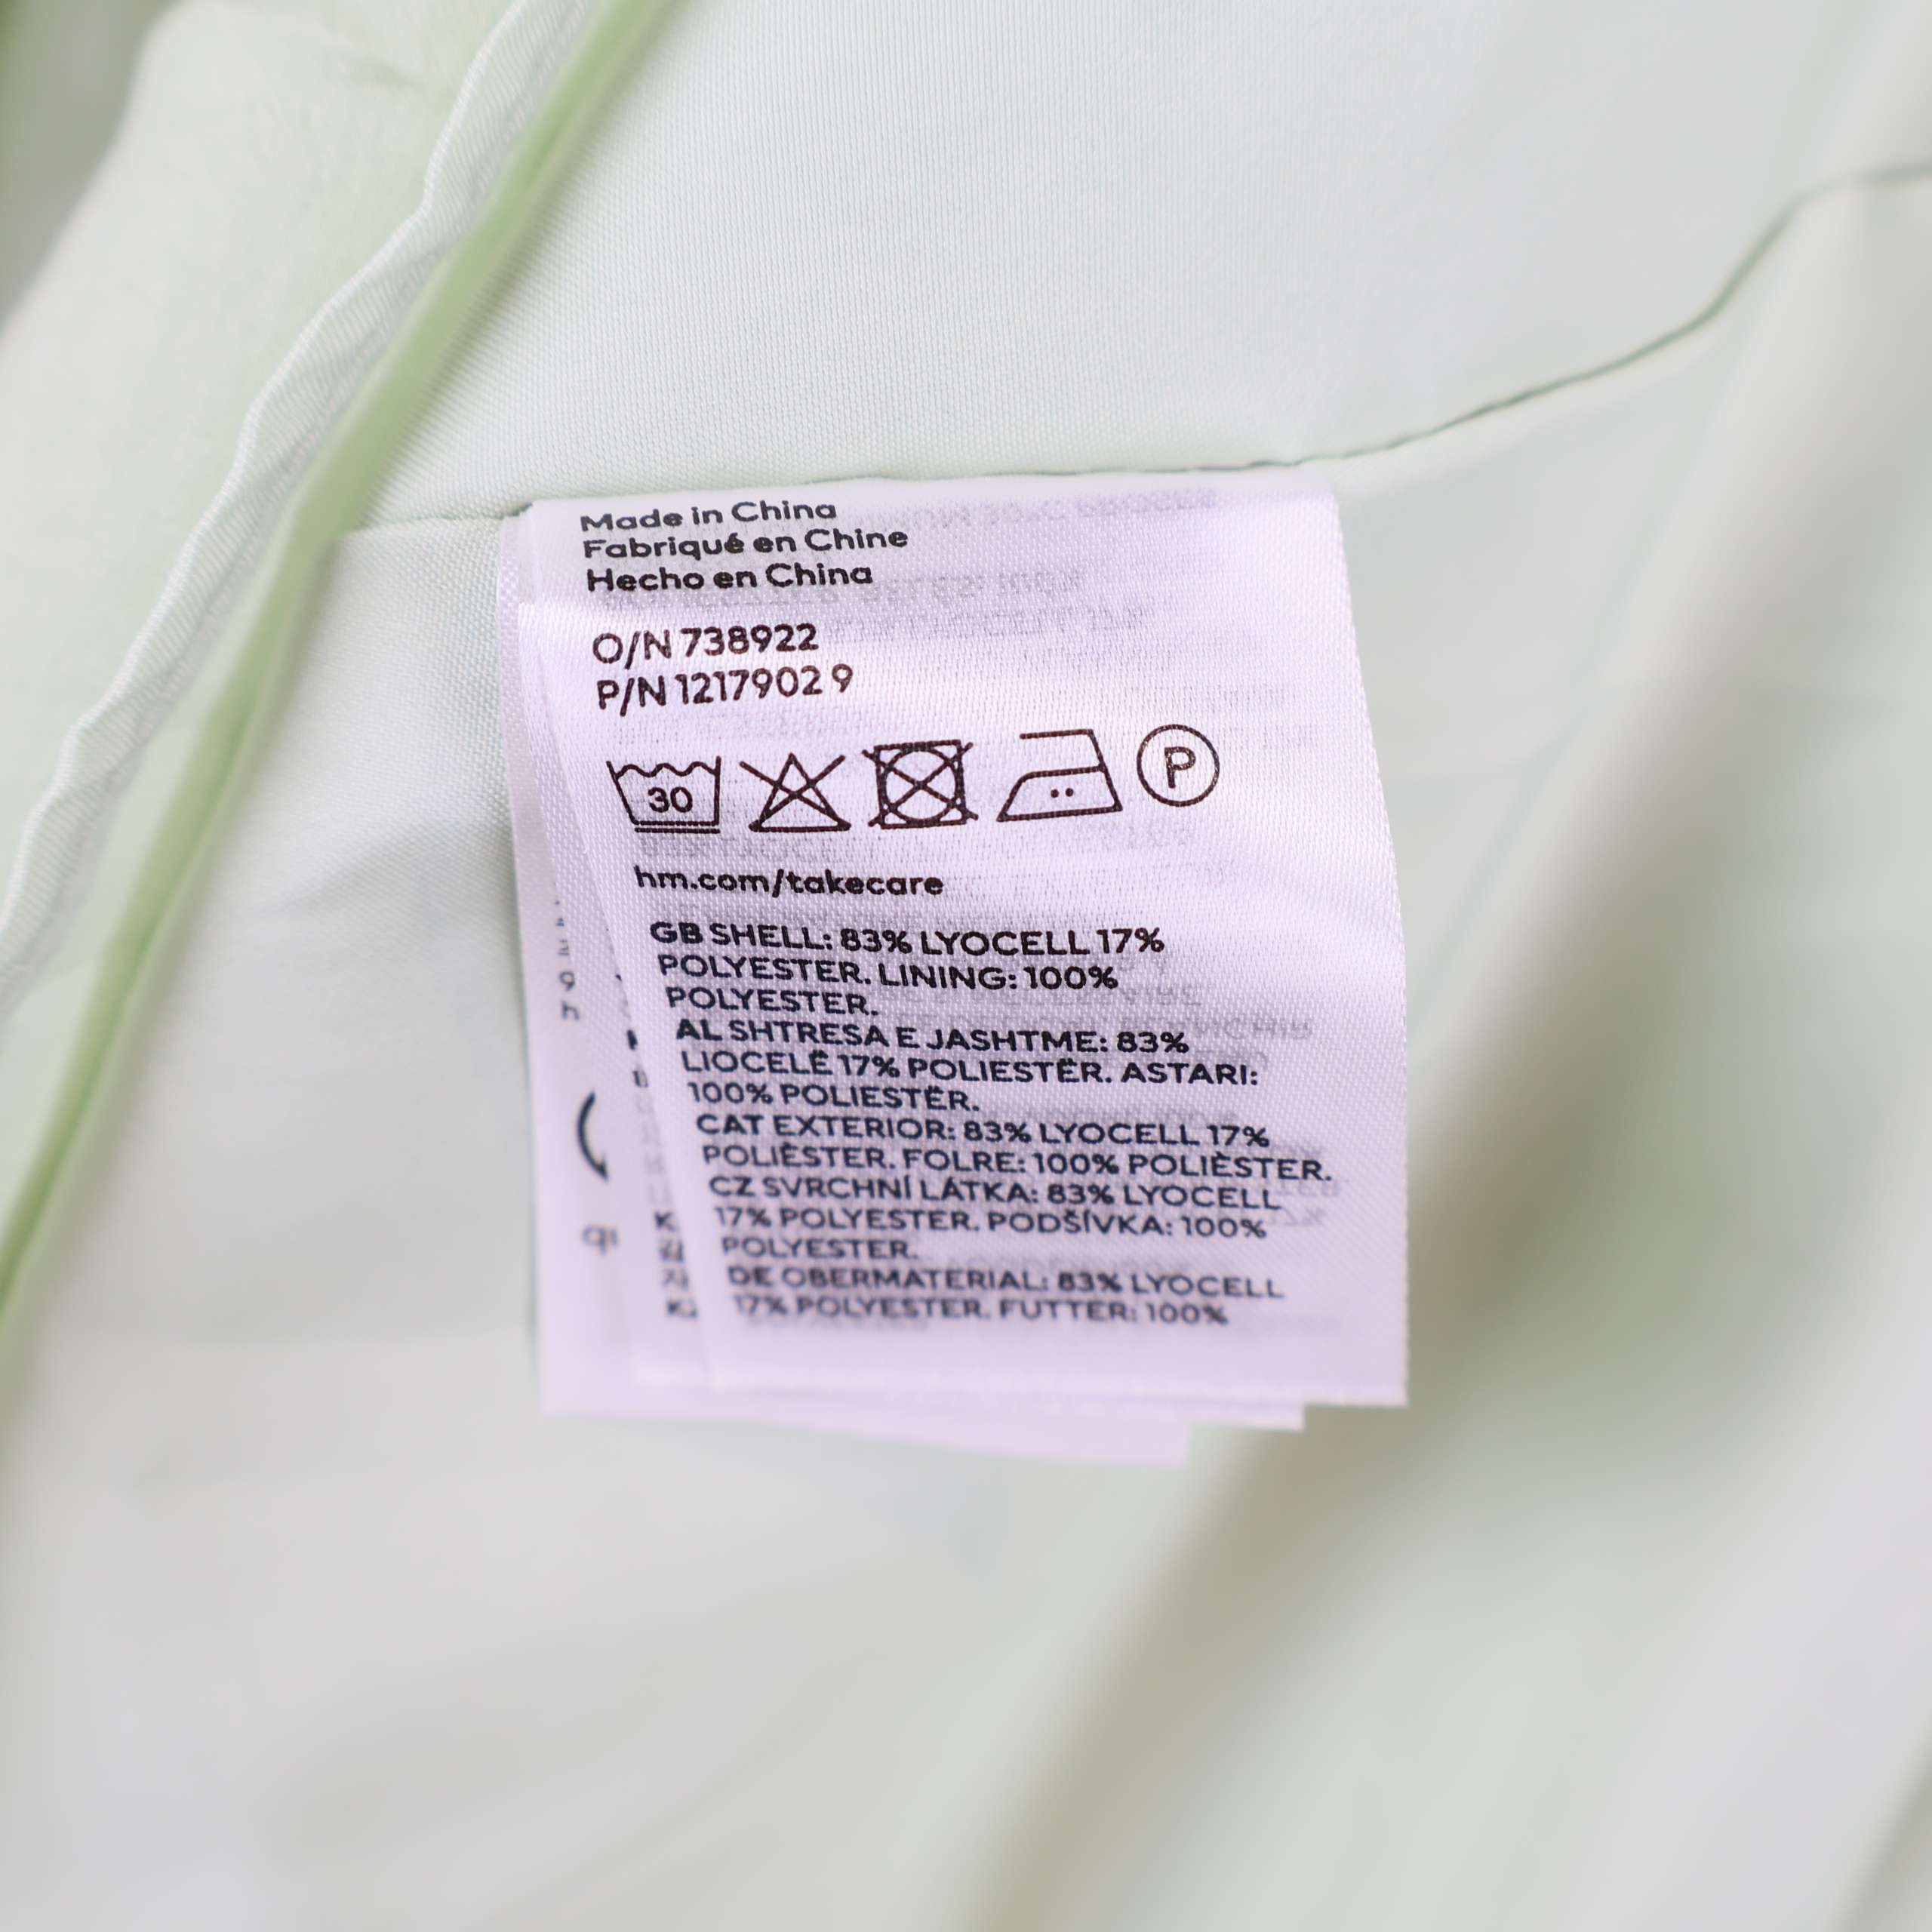 Made in China
Fabriqué en Chine
Hecho en China
O/N 738922
P/N 1217902 9
30
P
hm.com/takecare
GB SHELL: 83% LYOCELL 17%
POLYESTER. LINING: 100%
POLYESTER.
AL SHTRESA E JASHTME: 83%
LIOCELË 17% POLIESTËR. ASTARI:
100% POLIESTËR.
CAT EXTERIOR: 83% LYOCELL 17%
POLIÈSTER. FOLRE: 100% POLIÈSTER.
CZ SVRCHNÍ LÁTKA: 83% LYOCELL
17% POLYESTER. PODŠÍVKA: 100%
POLYESTER.
DE OBERMATERIAL: 83% LYOCELL
17% POLYESTER. FUTTER: 100%